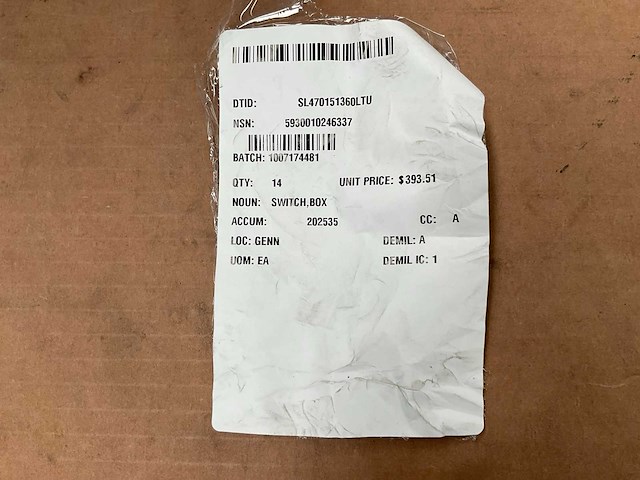 DTID: SL470151360LTU
NSN: 5930010246337
BATCH: 1007174481
QTY: 14 UNIT PRICE: $393.51
NOUN: SWITCH,BOX
ACCUM: 202535 CC: A
LOC: GENN DEMIL: A
UOM: EA DEMIL IC: 1